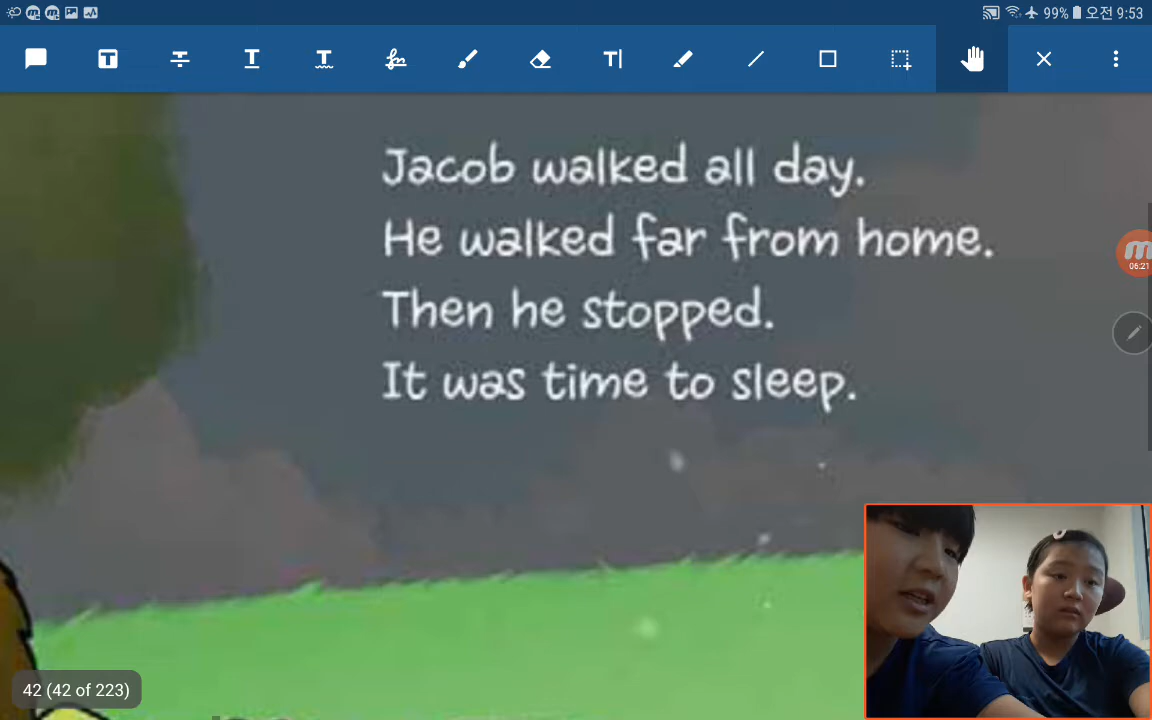 99% 오전 9:53
T T T T T|
Jacob walked all day.
He walked far from home.
Then he stopped.
It was time to sleep.
m
06:21
42 (42 of 223)